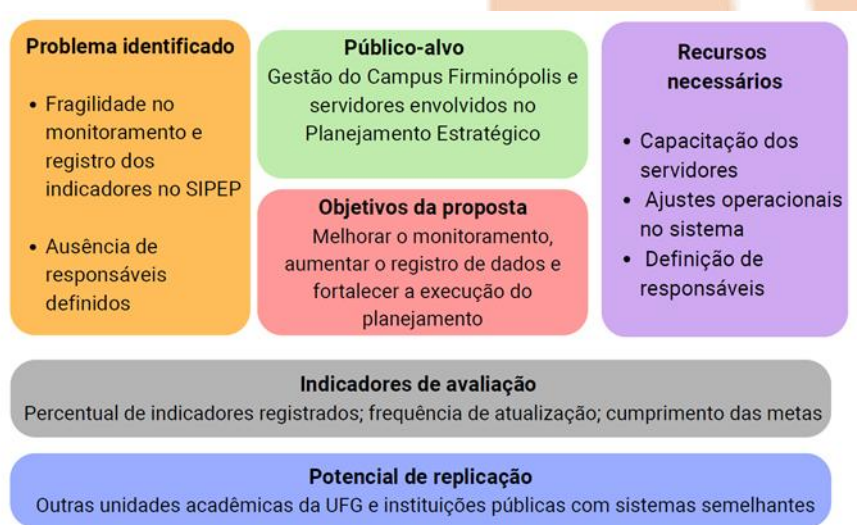 Problema identificado
• Fragilidade no
monitoramento e
registro dos
indicadores no SIPEP
• Ausência de
responsáveis
definidos
Público-alvo
Gestão do Campus Firminópolis e
servidores envolvidos no
Planejamento Estratégico
Objetivos da proposta
Melhorar o monitoramento,
aumentar o registro de dados e
fortalecer a execução do
planejamento
Recursos
necessários
• Capacitação dos
servidores
• Ajustes operacionais
no sistema
• Definição de
responsáveis
Indicadores de avaliação
Percentual de indicadores registrados; frequência de atualização; cumprimento das metas
Potencial de replicação
Outras unidades acadêmicas da UFG e instituições públicas com sistemas semelhantes